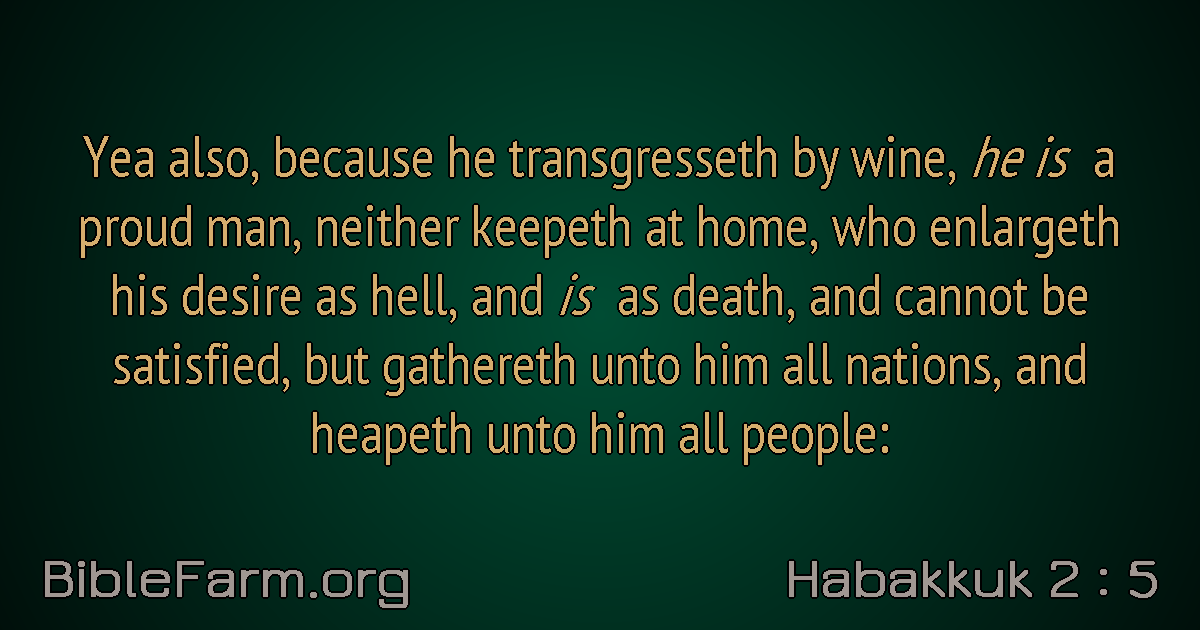 Yea also, because he transgresseth by wine, he is a
proud man, neither keepeth at home, who enlargeth
his desire as hell, and is as death, and cannot be
satisfied, but gathereth unto him all nations, and
heapeth unto him all people:
BibleFarm.org
Habakkuk 2 : 5